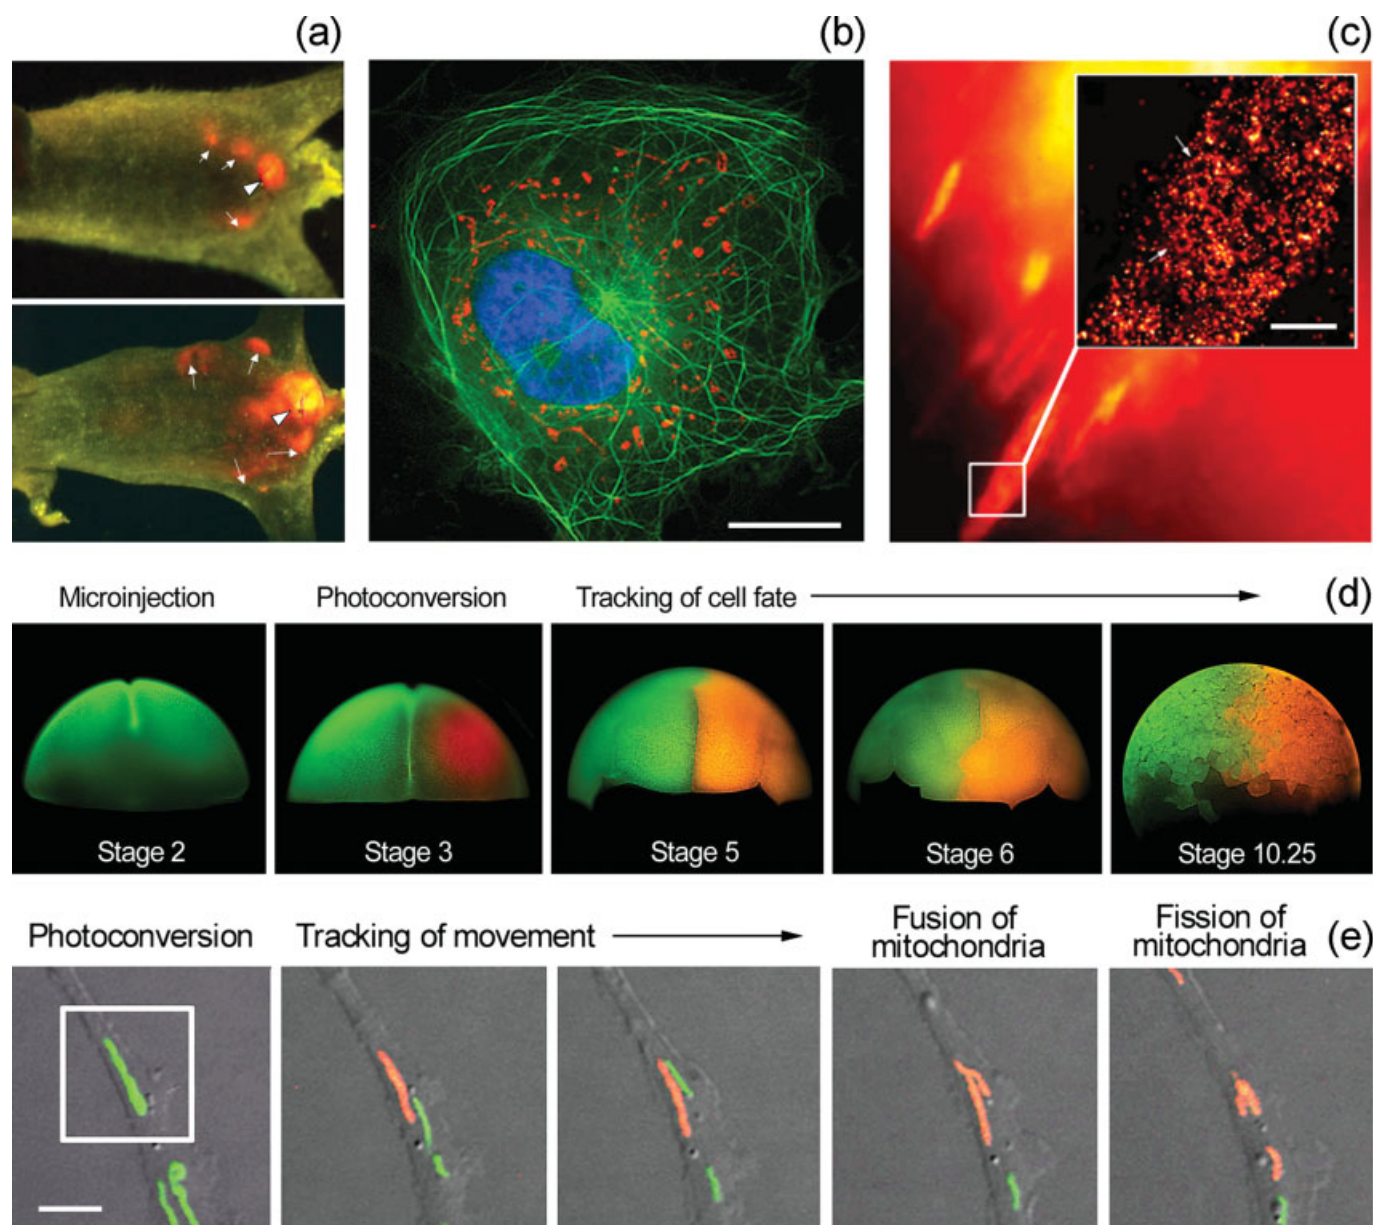 (a)
(b)
(c)
Microinjection
Photoconversion
Tracking of cell fate
(d)
Stage 2
Stage 3
Stage 5
Stage 6
Stage 10.25
Photoconversion
Tracking of movement
Fusion of
mitochondria
Fission of
mitochondria
(e)